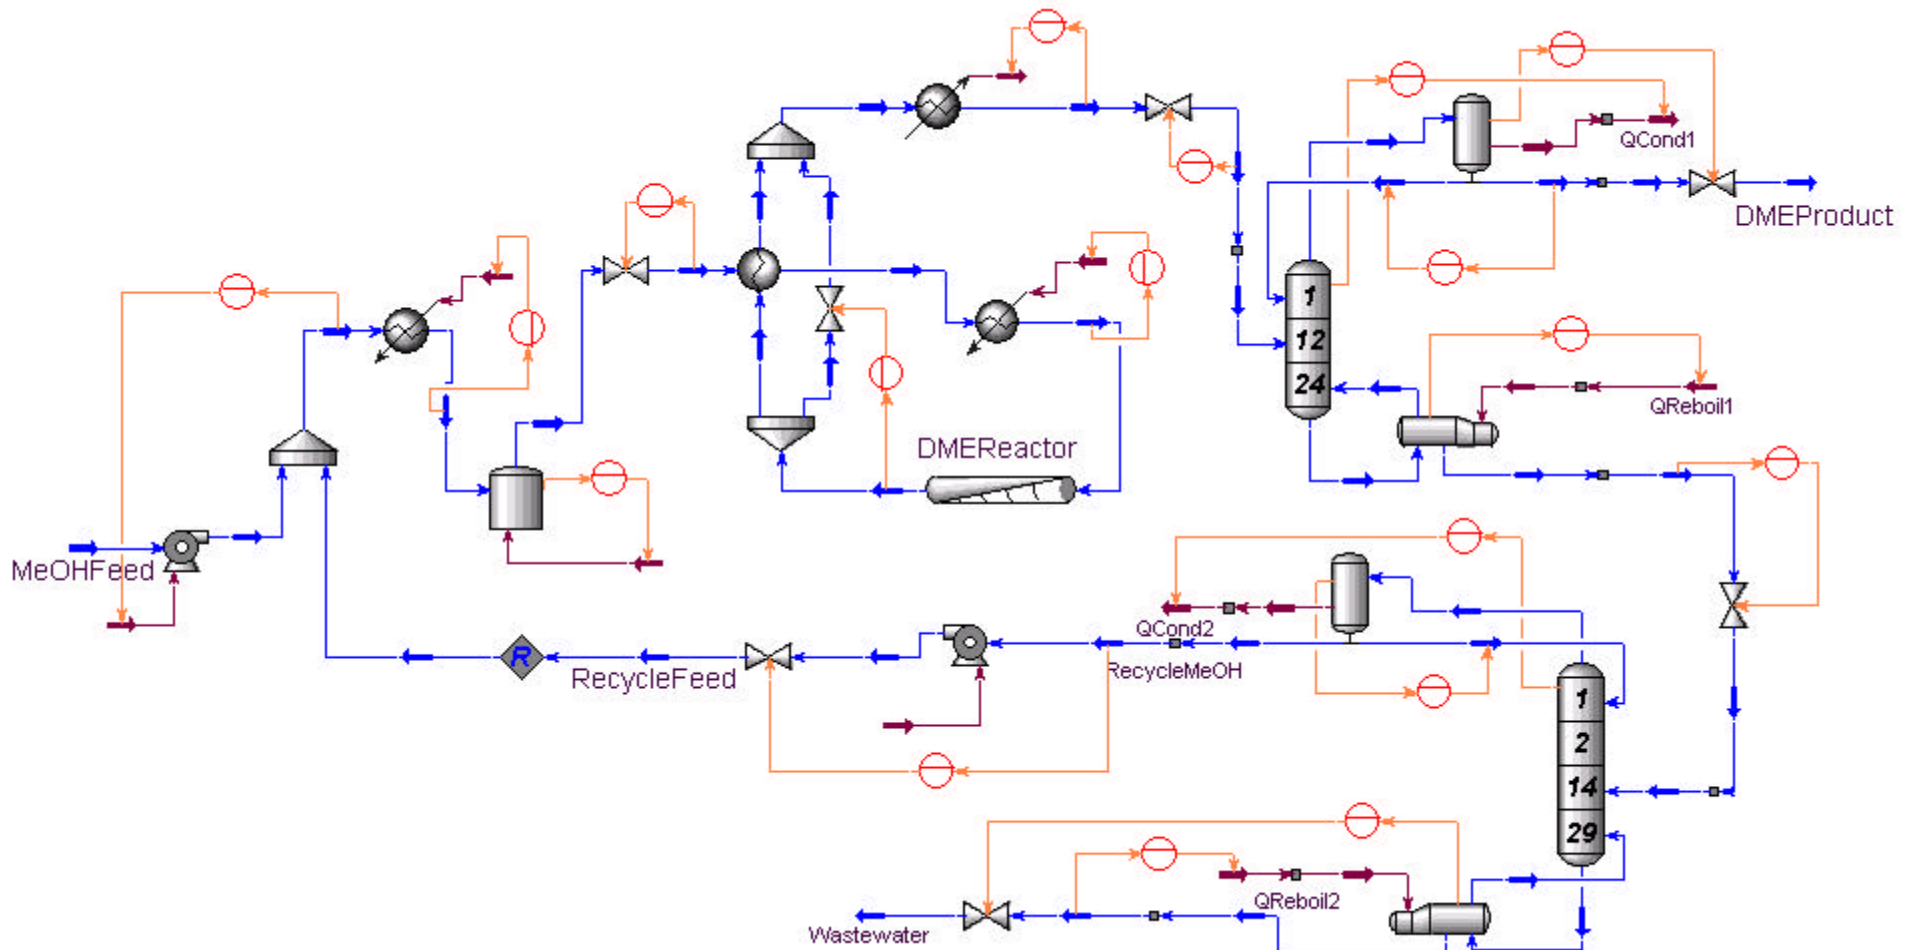 QCond1
DMEProduct
1
12
24
QReboil1
DMEReactor
MeOHFeed
QCond2
RecycleMeOH
R
RecycleFeed
1
2
14
29
QReboil2
Wastewater